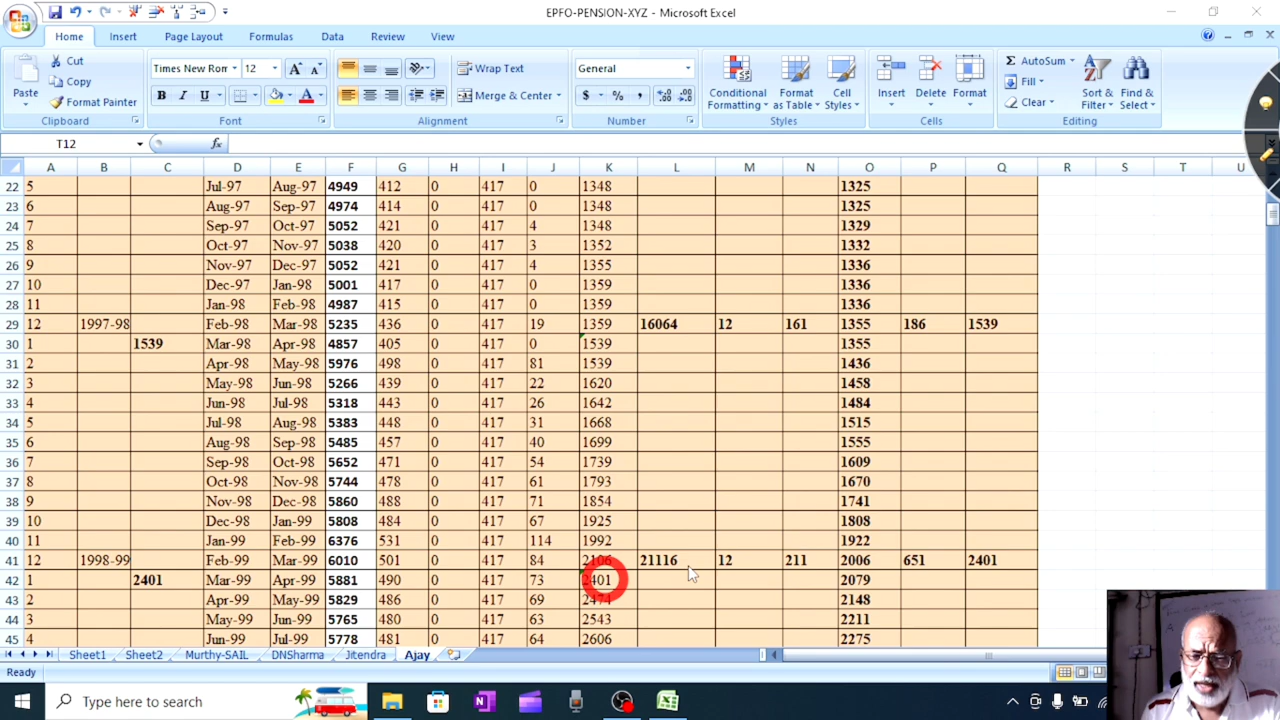 EPFO-PENSION-XYZ - Microsoft Excel
Home Insert Page Layout Formulas Data Review View
Paste Cut Copy Format Painter Clipboard
Times New Ron 12 B I U A Font
Wrap Text Merge & Center Alignment
General $ % , Number
Conditional Formatting Format as Table Cell Styles Styles
Insert Delete Format Cells
Σ AutoSum Fill Clear Sort & Filter Find & Select Editing
T12 fx
A B C D E F G H I J K L M N O P Q R S T U
22 5 Jul-97 Aug-97 4949 412 0 417 0 1348 1325
23 6 Aug-97 Sep-97 4974 414 0 417 0 1348 1325
24 7 Sep-97 Oct-97 5052 421 0 417 4 1348 1329
25 8 Oct-97 Nov-97 5038 420 0 417 3 1352 1332
26 9 Nov-97 Dec-97 5052 421 0 417 4 1355 1336
27 10 Dec-97 Jan-98 5001 417 0 417 0 1359 1336
28 11 Jan-98 Feb-98 4987 415 0 417 0 1359 1336
29 12 1997-98 Feb-98 Mar-98 5235 436 0 417 19 1359 16064 12 161 1355 186 1539
30 1 1539 Mar-98 Apr-98 4857 405 0 417 0 1539 1355
31 2 Apr-98 May-98 5976 498 0 417 81 1539 1436
32 3 May-98 Jun-98 5266 439 0 417 22 1620 1458
33 4 Jun-98 Jul-98 5318 443 0 417 26 1642 1484
34 5 Jul-98 Aug-98 5383 448 0 417 31 1668 1515
35 6 Aug-98 Sep-98 5485 457 0 417 40 1699 1555
36 7 Sep-98 Oct-98 5652 471 0 417 54 1739 1609
37 8 Oct-98 Nov-98 5744 478 0 417 61 1793 1670
38 9 Nov-98 Dec-98 5860 488 0 417 71 1854 1741
39 10 Dec-98 Jan-99 5808 484 0 417 67 1925 1808
40 11 Jan-99 Feb-99 6376 531 0 417 114 1992 1922
41 12 1998-99 Feb-99 Mar-99 6010 501 0 417 84 2106 21116 12 211 2006 651 2401
42 1 2401 Mar-99 Apr-99 5881 490 0 417 73 2401 2079
43 2 Apr-99 May-99 5829 486 0 417 69 2474 2148
44 3 May-99 Jun-99 5765 480 0 417 63 2543 2211
45 4 Jun-99 Jul-99 5778 481 0 417 64 2606 2275
Sheet1 Sheet2 Murthy-SAIL DNSharma Jitendra Ajay
Ready
Type here to search